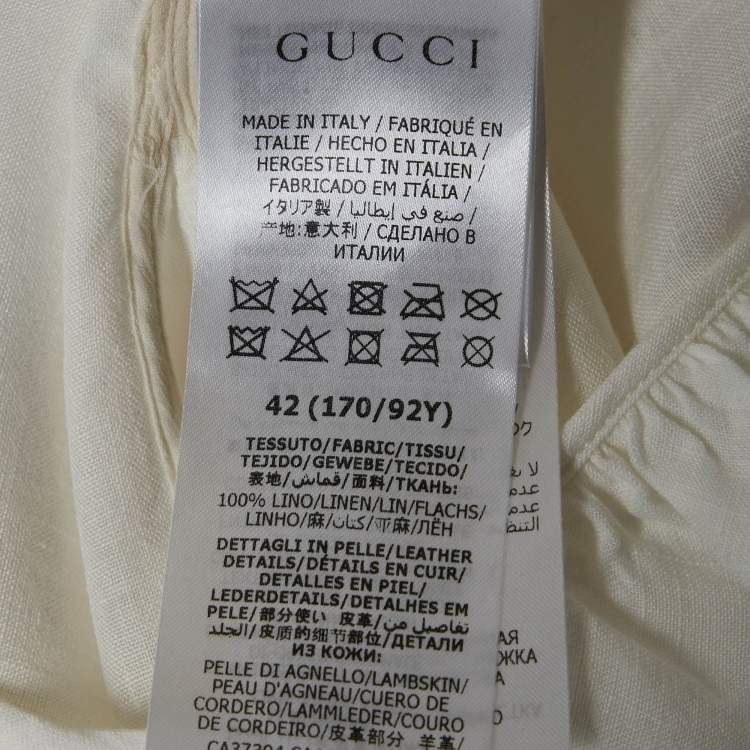 GUCCI
MADE IN ITALY / FABRIQUÉ EN
ITALIE / HECHO EN ITALIA /
HERGESTELLT IN ITALIEN /
FABRICADO EM ITÁLIA /
イタリア製 / صنع في إيطاليا /
产地:意大利 / СДЕЛАНО В
ИТАЛИИ
42 (170/92Y)
TESSUTO/FABRIC/TISSU/
TEJIDO/GEWEBE/TECIDO/
表地/قماش/面料/ТКАНЬ:
100% LINO/LINEN/LIN/FLACHS/
LINHO/麻/كتان/亚麻/ЛЁН
DETTAGLI IN PELLE/LEATHER
DETAILS/DÉTAILS EN CUIR/
DETALLES EN PIEL/
LEDERDETAILS/DETALHES EM
PELE/部分使い 皮革/تفاصيل من
الجلد/皮质的细节部位/ДЕТАЛИ
ИЗ КОЖИ:
PELLE DI AGNELLO/LAMBSKIN/
PEAU D'AGNEAU/CUERO DE
CORDERO/LAMMLEDER/COURO
DE CORDEIRO/皮革部分 羊革/